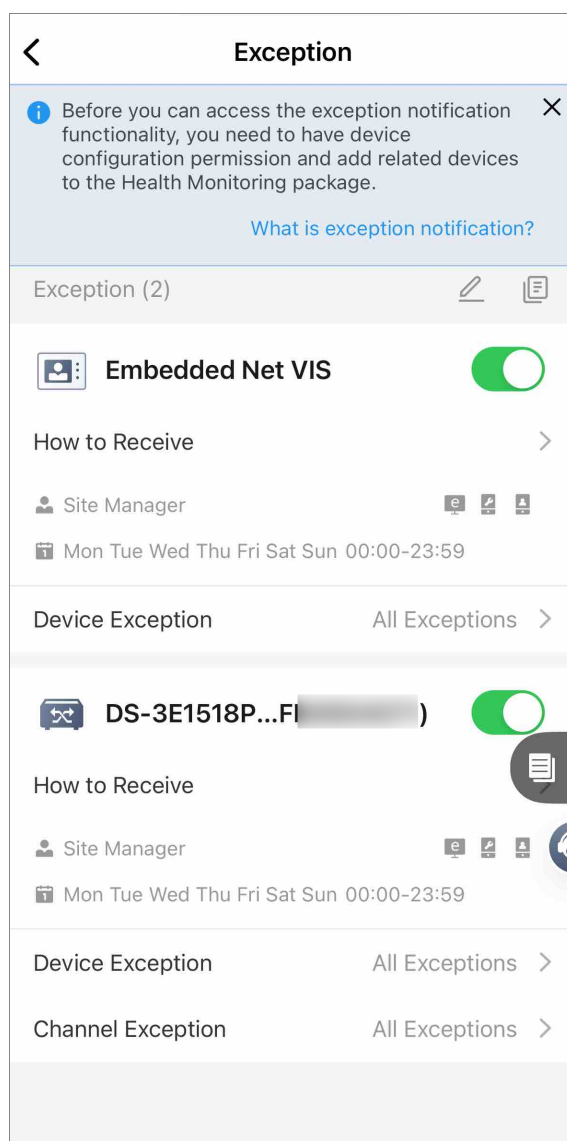 Exception
Before you can access the exception notification
functionality, you need to have device
configuration permission and add related devices
to the Health Monitoring package.
What is exception notification?
Exception (2)
Embedded Net VIS
How to Receive
Site Manager
Mon Tue Wed Thu Fri Sat Sun 00:00-23:59
Device Exception All Exceptions
DS-3E1518P...F )
How to Receive
Site Manager
Mon Tue Wed Thu Fri Sat Sun 00:00-23:59
Device Exception All Exceptions
Channel Exception All Exceptions